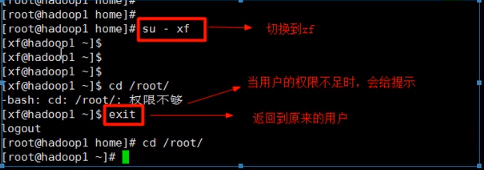 [root@hadoop1 home]#
[root@hadoop1 home]# su - xf
切换到zf
[xf@hadoop1 ~]$
[xf@hadoop1 ~]$
[xf@hadoop1 ~]$
[xf@hadoop1 ~]$ cd /root/
当用户的权限不足时，会给提示
-bash: cd: /root/: 权限不够
[xf@hadoop1 ~]$ exit
返回到原来的用户
logout
[root@hadoop1 home]# cd /root/
[root@hadoop1 ~]#